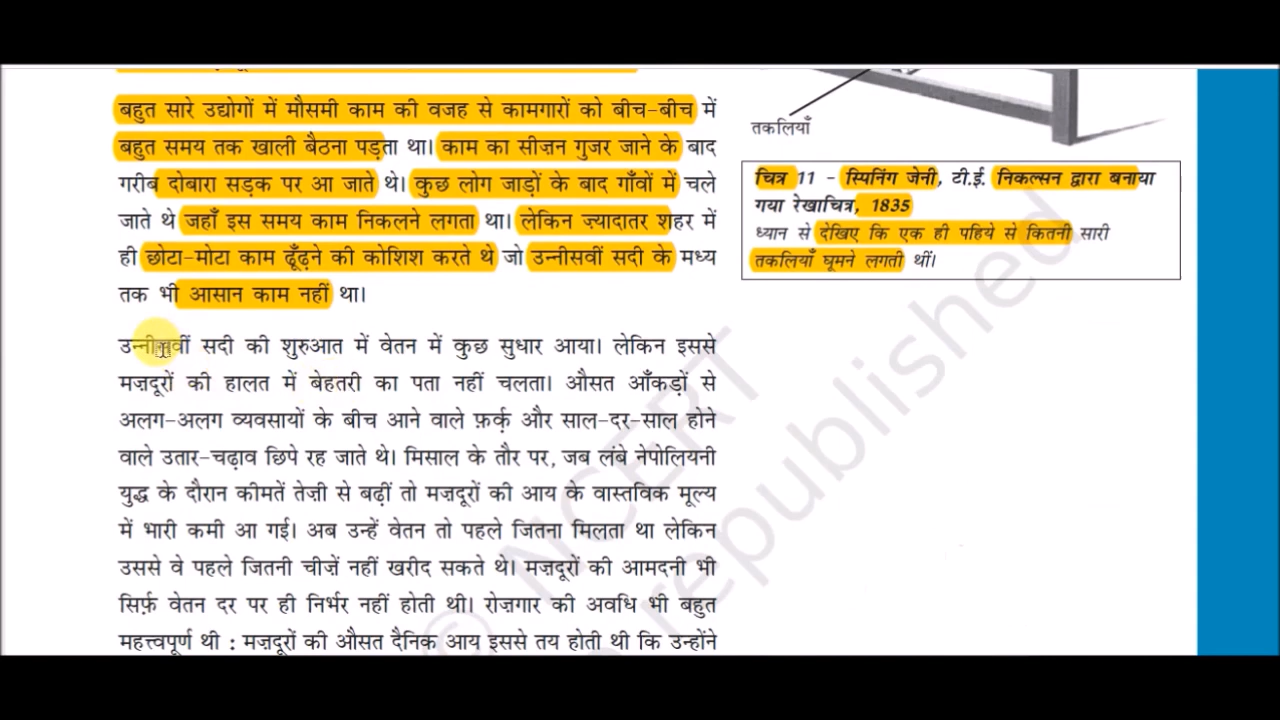 बहुत सारे उद्योगों में मौसमी काम की वजह से कामगारों को बीच-बीच में
बहुत समय तक खाली बैठना पड़ता था। काम का सीज़न गुजर जाने के बाद
गरीब दोबारा सड़क पर आ जाते थे। कुछ लोग जाड़ों के बाद गाँवों में चले
जाते थे जहाँ इस समय काम निकलने लगता था। लेकिन ज़्यादातर शहर में
ही छोटा-मोटा काम ढूँढ़ने की कोशिश करते थे जो उन्नीसवीं सदी के मध्य
तक भी आसान काम नहीं था।
उन्नीसवीं सदी की शुरुआत में वेतन में कुछ सुधार आया। लेकिन इससे
मज़दूरों की हालत में बेहतरी का पता नहीं चलता। औसत आँकड़ों से
अलग-अलग व्यवसायों के बीच आने वाले फ़र्क़ और साल-दर-साल होने
वाले उतार-चढ़ाव छिपे रह जाते थे। मिसाल के तौर पर, जब लंबे नेपोलियनी
युद्ध के दौरान कीमतें तेज़ी से बढ़ीं तो मज़दूरों की आय के वास्तविक मूल्य
में भारी कमी आ गई। अब उन्हें वेतन तो पहले जितना मिलता था लेकिन
उससे वे पहले जितनी चीज़ें नहीं खरीद सकते थे। मज़दूरों की आमदनी भी
सिर्फ़ वेतन दर पर ही निर्भर नहीं होती थी। रोज़गार की अवधि भी बहुत
महत्त्वपूर्ण थी : मज़दूरों की औसत दैनिक आय इससे तय होती थी कि उन्होंने
तकलियाँ
चित्र 11 - स्पिनिंग जेनी, टी.ई. निकल्सन द्वारा बनाया
गया रेखाचित्र, 1835
ध्यान से देखिए कि एक ही पहिये से कितनी सारी
तकलियाँ घूमने लगती थीं।
© NCERT
republished